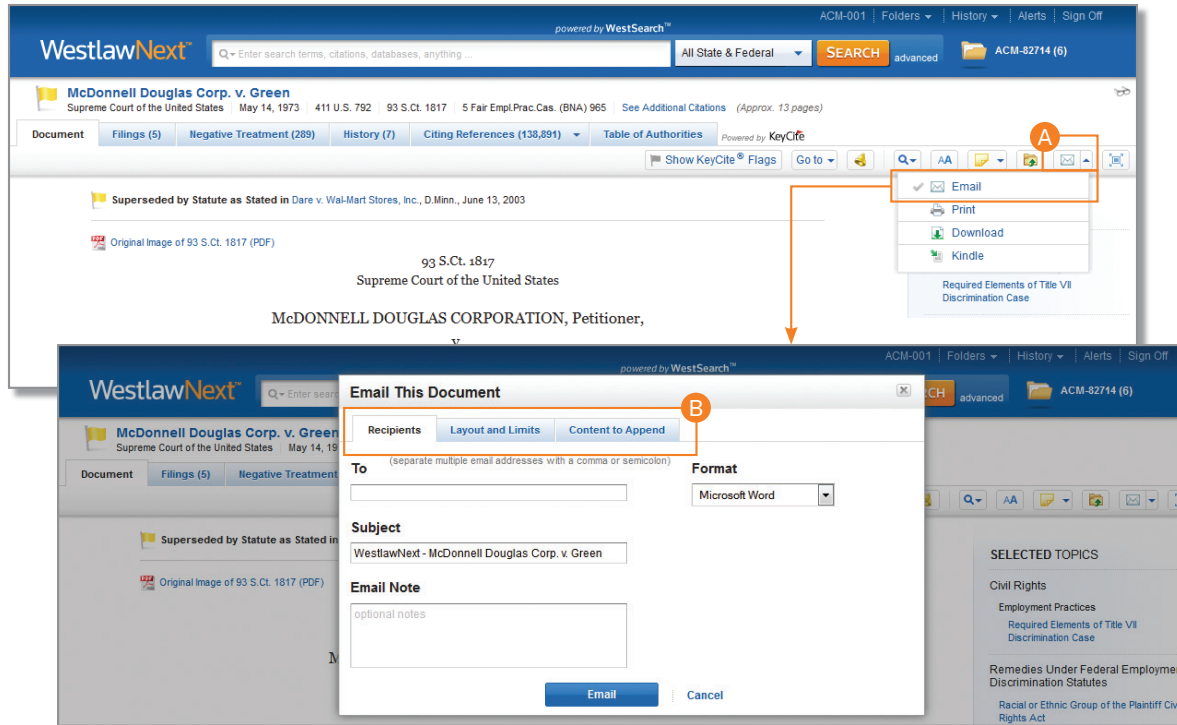 ACM-001 Folders History Alerts Sign Off
powered by WestSearch™
WestlawNext™ Enter search terms, citations, databases, anything ... All State & Federal SEARCH advanced ACM-82714 (6)
McDonnell Douglas Corp. v. Green
Supreme Court of the United States May 14, 1973 411 U.S. 792 93 S.Ct. 1817 5 Fair Empl.Prac.Cas. (BNA) 965 See Additional Citations (Approx. 13 pages)
Document Filings (5) Negative Treatment (289) History (7) Citing References (138,891) Table of Authorities Powered by KeyCite
A
Show KeyCite® Flags Go to AA
Email
Print
Download
Kindle
Superseded by Statute as Stated in Dare v. Wal-Mart Stores, Inc., D.Minn., June 13, 2003
Original Image of 93 S.Ct. 1817 (PDF)
93 S.Ct. 1817
Supreme Court of the United States
Required Elements of Title VII
Discrimination Case
McDONNELL DOUGLAS CORPORATION, Petitioner,
v.
ACM-001 Folders History Alerts Sign Off
powered by WestSearch™
WestlawNext™ Enter sear CH advanced ACM-82714 (6)
McDonnell Douglas Corp. v. Green
Supreme Court of the United States May 14, 19
Document Filings (5) Negative Treatment
AA
Superseded by Statute as Stated in
Original Image of 93 S.Ct. 1817 (PDF)
M
Email This Document
B
Recipients Layout and Limits Content to Append
To (separate multiple email addresses with a comma or semicolon)
Format
Microsoft Word
Subject
WestlawNext - McDonnell Douglas Corp. v. Green
Email Note
optional notes
Email Cancel
SELECTED TOPICS
Civil Rights
Employment Practices
Required Elements of Title VII
Discrimination Case
Remedies Under Federal Employme
Discrimination Statutes
Racial or Ethnic Group of the Plaintiff Civ
Rights Act